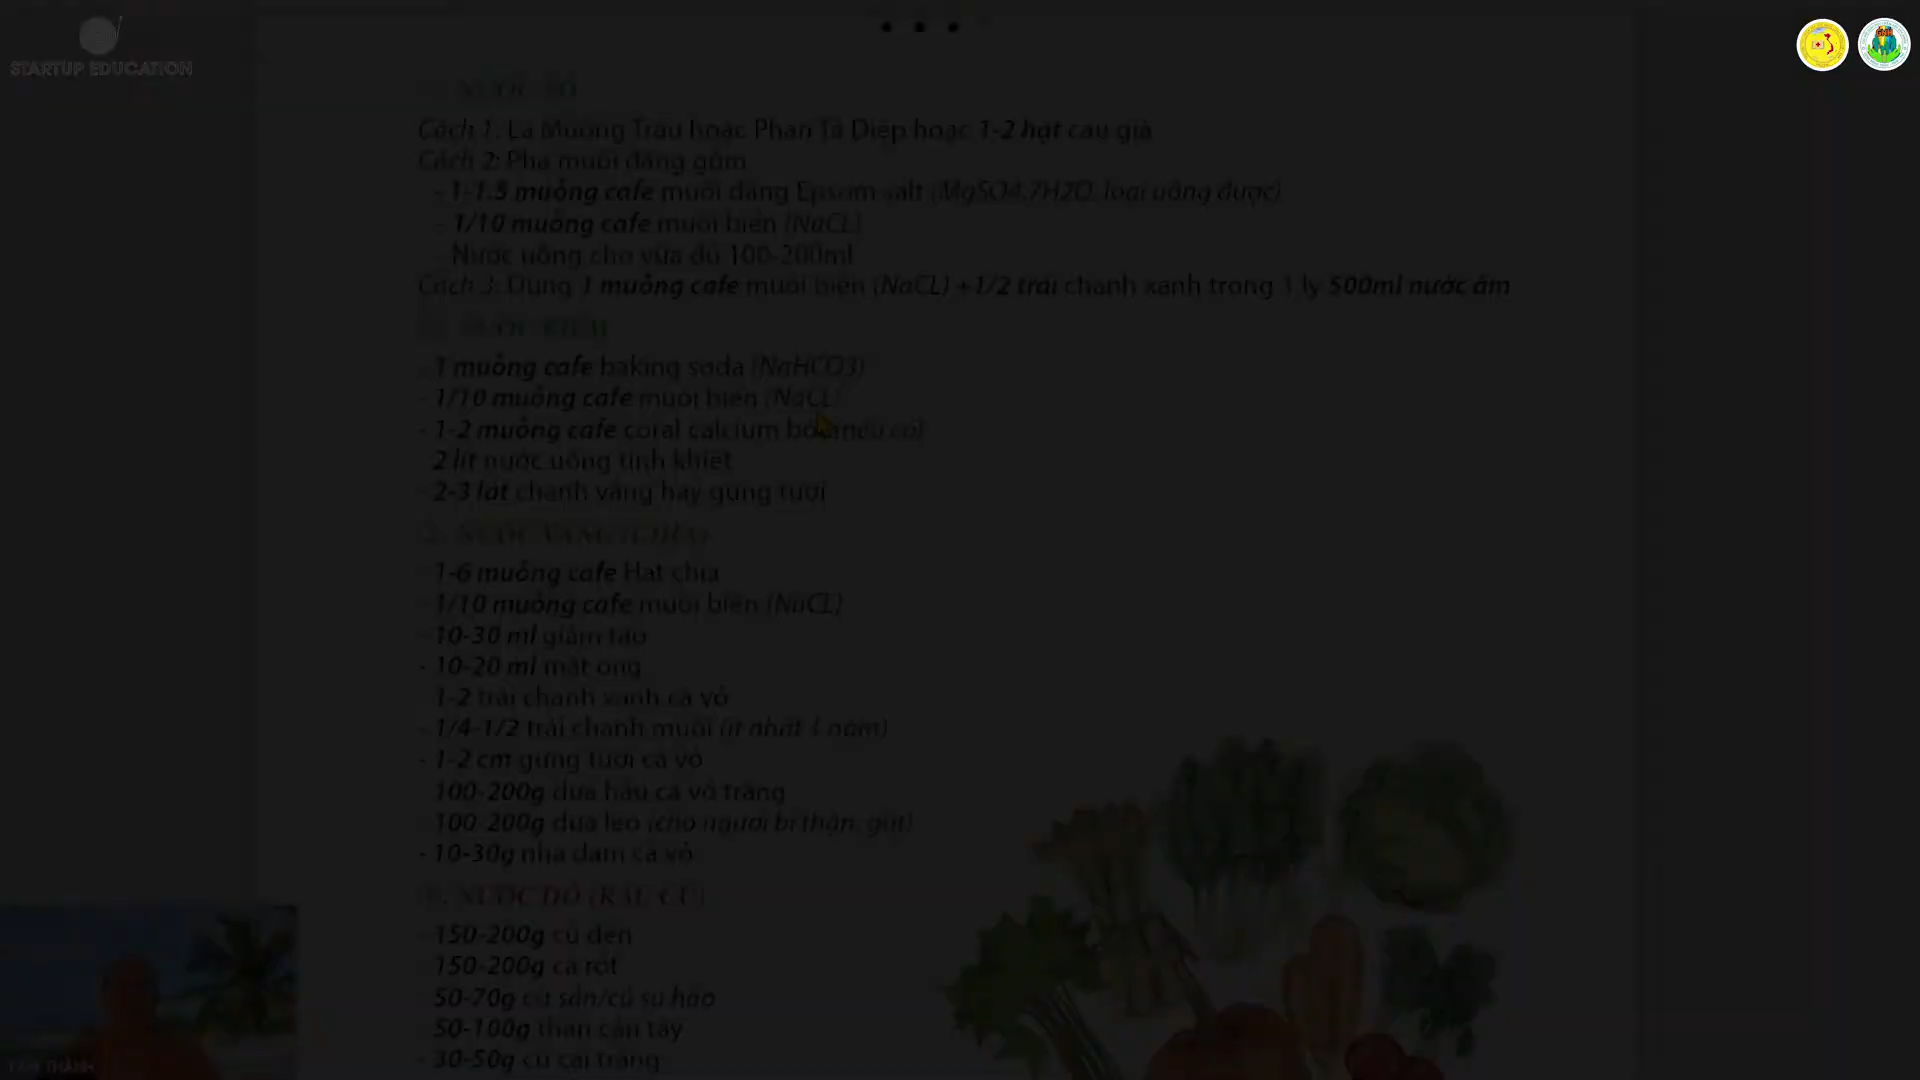 STARTUP EDUCATION
Cách 1: Lá Muồng Trâu hoặc Phan Tả Diệp hoặc 1-2 hạt cau già
Cách 2: Pha muối đắng gồm
- 1-1.5 muỗng cafe muối đắng Epsom salt (MgSO4.7H2O, loại uống được)
- 1/10 muỗng cafe muối biển (NaCL)
- Nước uống cho vừa đủ 100-200ml
Cách 3: Dùng 1 muỗng cafe muối biển (NaCL) + 1/2 trái chanh xanh trong 1 ly 500ml nước ấm
- 1 muỗng cafe baking soda (NaHCO3)
- 1/10 muỗng cafe muối biển (NaCL)
- 1-2 muỗng cafe coral calcium bột (nếu có)
- 2 lít nước uống tinh khiết
- 2-3 lát chanh vàng hay gừng tươi
- 1-6 muỗng cafe Hạt chia
- 1/10 muỗng cafe muối biển (NaCL)
- 10-30 ml giấm táo
- 10-20 ml mật ong
- 1-2 trái chanh xanh cả vỏ
- 1/4-1/2 trái chanh muối (ít nhất 1 năm)
- 1-2 cm gừng tươi cả vỏ
- 100-200g dưa hấu cả vỏ trắng
- 100-200g dưa leo (cho người bị thận, gút)
- 10-30g nha đam cả vỏ
NƯỚC ĐỎ (RAU CỦ)
- 150-200g củ dền
- 150-200g cà rốt
- 50-70g củ sắn/củ su hào
- 50-100g thân cần tây
- 30-50g củ cải trắng